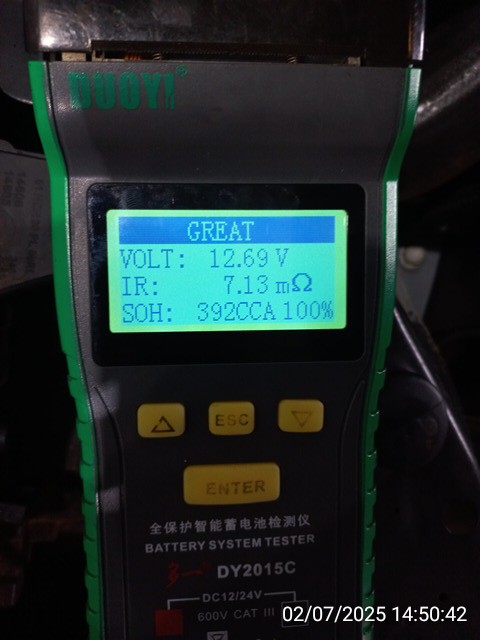 DUOYI®
GREAT
VOLT: 12.69 V
IR: 7.13 mΩ
SOH: 392CCA 100%
ESC
ENTER
全保护智能蓄电池检测仪
BATTERY SYSTEM TESTER
DY2015C
DC12/24V
600V CAT III
02/07/2025 14:50:42